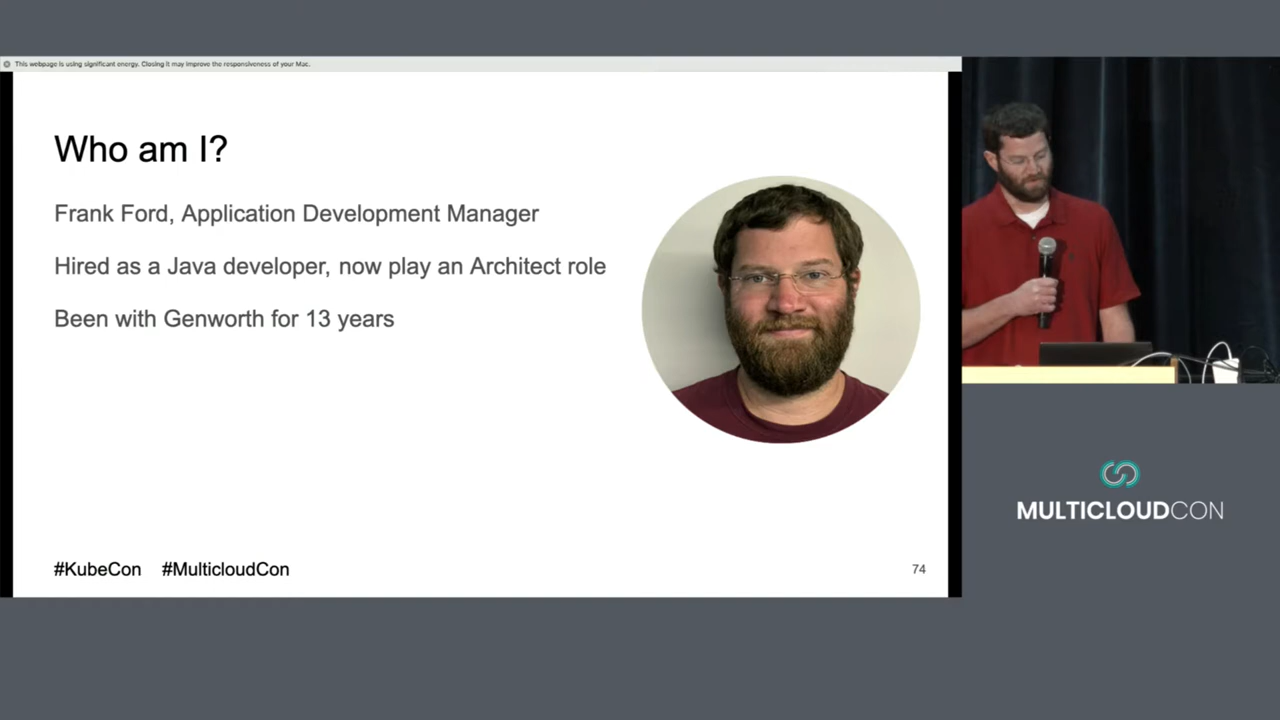 This webpage is using significant energy. Closing it may improve the responsiveness of your Mac.
Who am I?
Frank Ford, Application Development Manager
Hired as a Java developer, now play an Architect role
Been with Genworth for 13 years
#KubeCon #MulticloudCon
74
MULTICLOUDCON